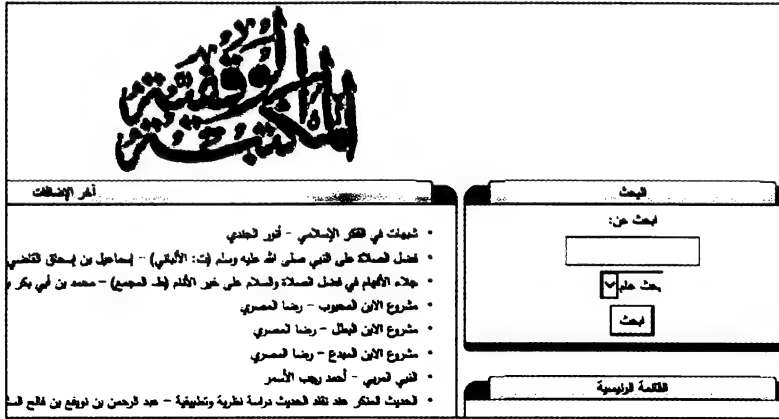 المكتبة الوقفية
البحث
ابحث عن:
بحث علم
ابحث
القائمة الرئيسية
آخر الإضافات
شبهات في الفكر الإسلامي - أنور الجندي
فضل الصلاة على النبي صلى الله عليه وسلم (ت: الألباني) - إسماعيل بن إسحاق القاضي
جلاء الأفهام في فضل الصلاة والسلام على خير الأنام (ط. المجمع) - محمد بن أبي بكر
مشروع الابن المحبوب - رضا المصري
مشروع الابن البطل - رضا المصري
مشروع الابن المبدع - رضا المصري
النبي المربي - أحمد رجب الأسمر
الحديث المنكر عند نقاد الحديث دراسة نظرية وتطبيقية - عبد الرحمن بن نويفع بن فالح